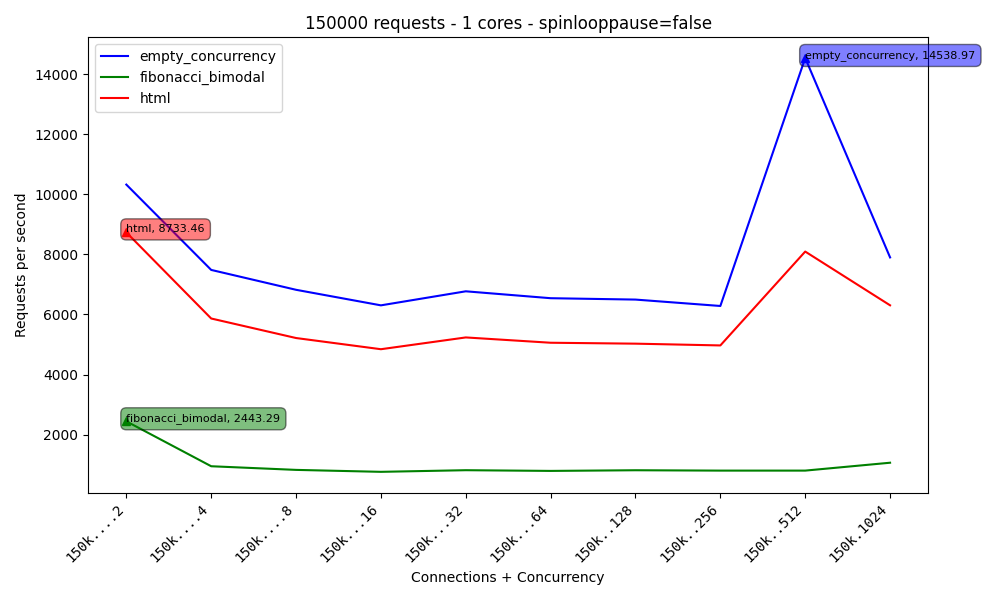 150000 requests - 1 cores - spinlooppause=false
empty_concurrency
fibonacci_bimodal
html
empty_concurrency, 14538.97
html, 8733.46
fibonacci_bimodal, 2443.29
Requests per second
14000
12000
10000
8000
6000
4000
2000
150k....2
150k....4
150k....8
150k...16
150k...32
150k...64
150k..128
150k..256
150k..512
150k.1024
Connections + Concurrency